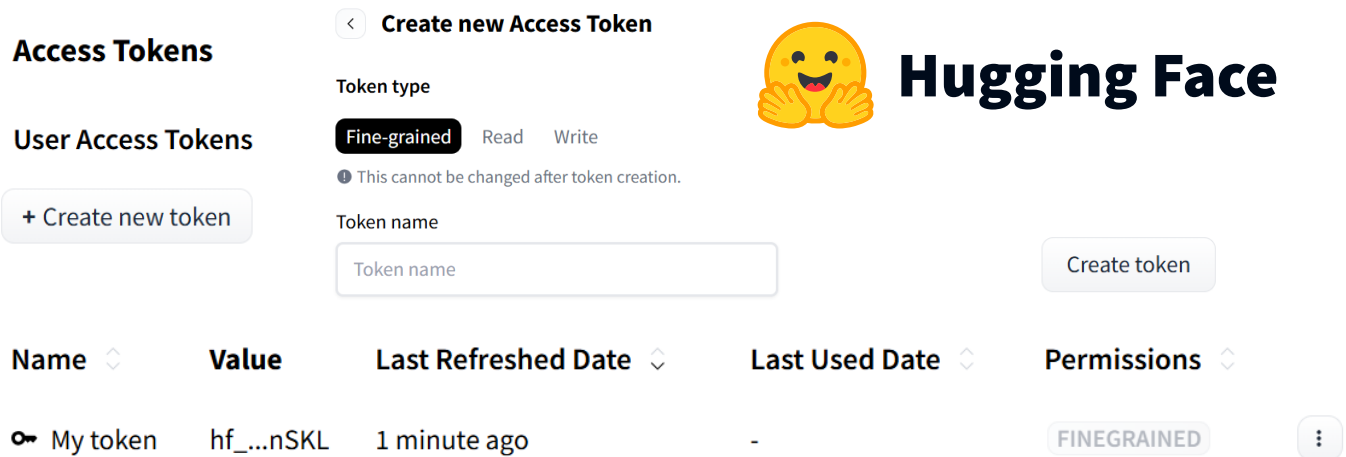 Access Tokens
User Access Tokens
+ Create new token
Create new Access Token
Token type
Fine-grained Read Write
This cannot be changed after token creation.
Token name
Token name
Hugging Face
Create token
Name Value Last Refreshed Date Last Used Date Permissions
My token hf_...nSKL 1 minute ago - FINEGRAINED